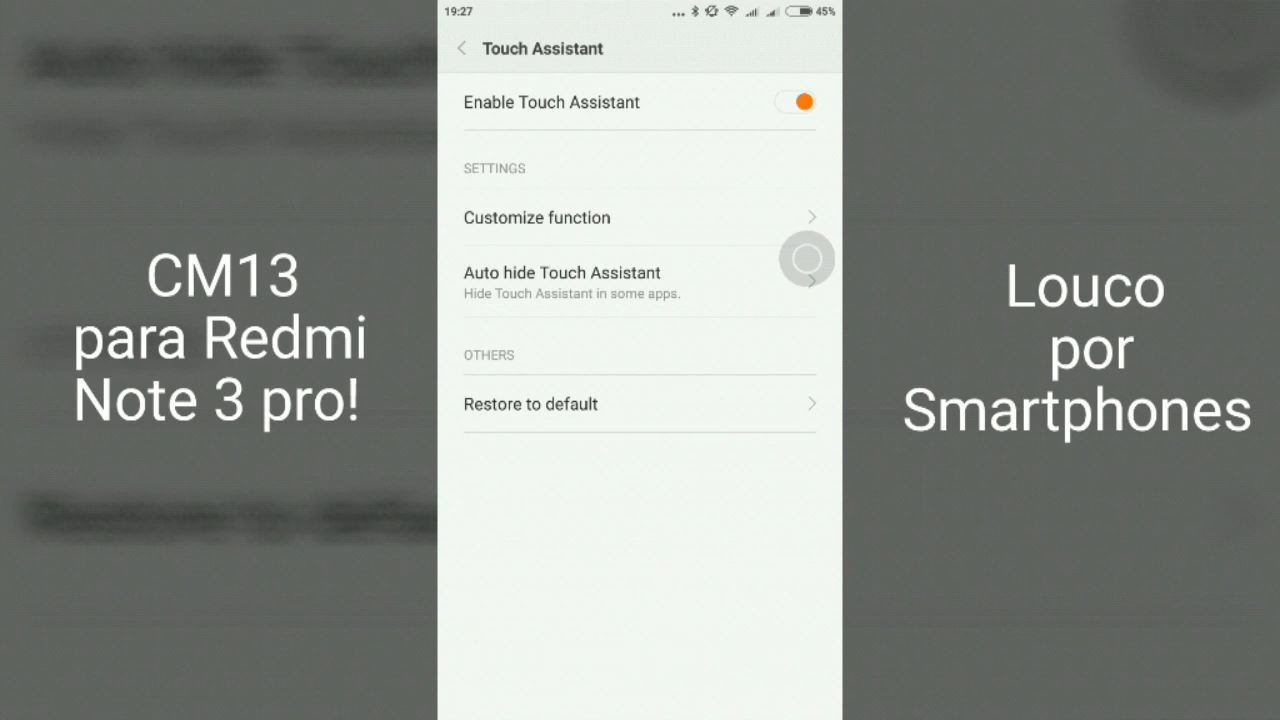 19:27
45%
Touch Assistant
Enable Touch Assistant
SETTINGS
Customize function
Auto hide Touch Assistant
Hide Touch Assistant in some apps.
OTHERS
Restore to default
CM13
para Redmi
Note 3 pro!
Louco
por
Smartphones